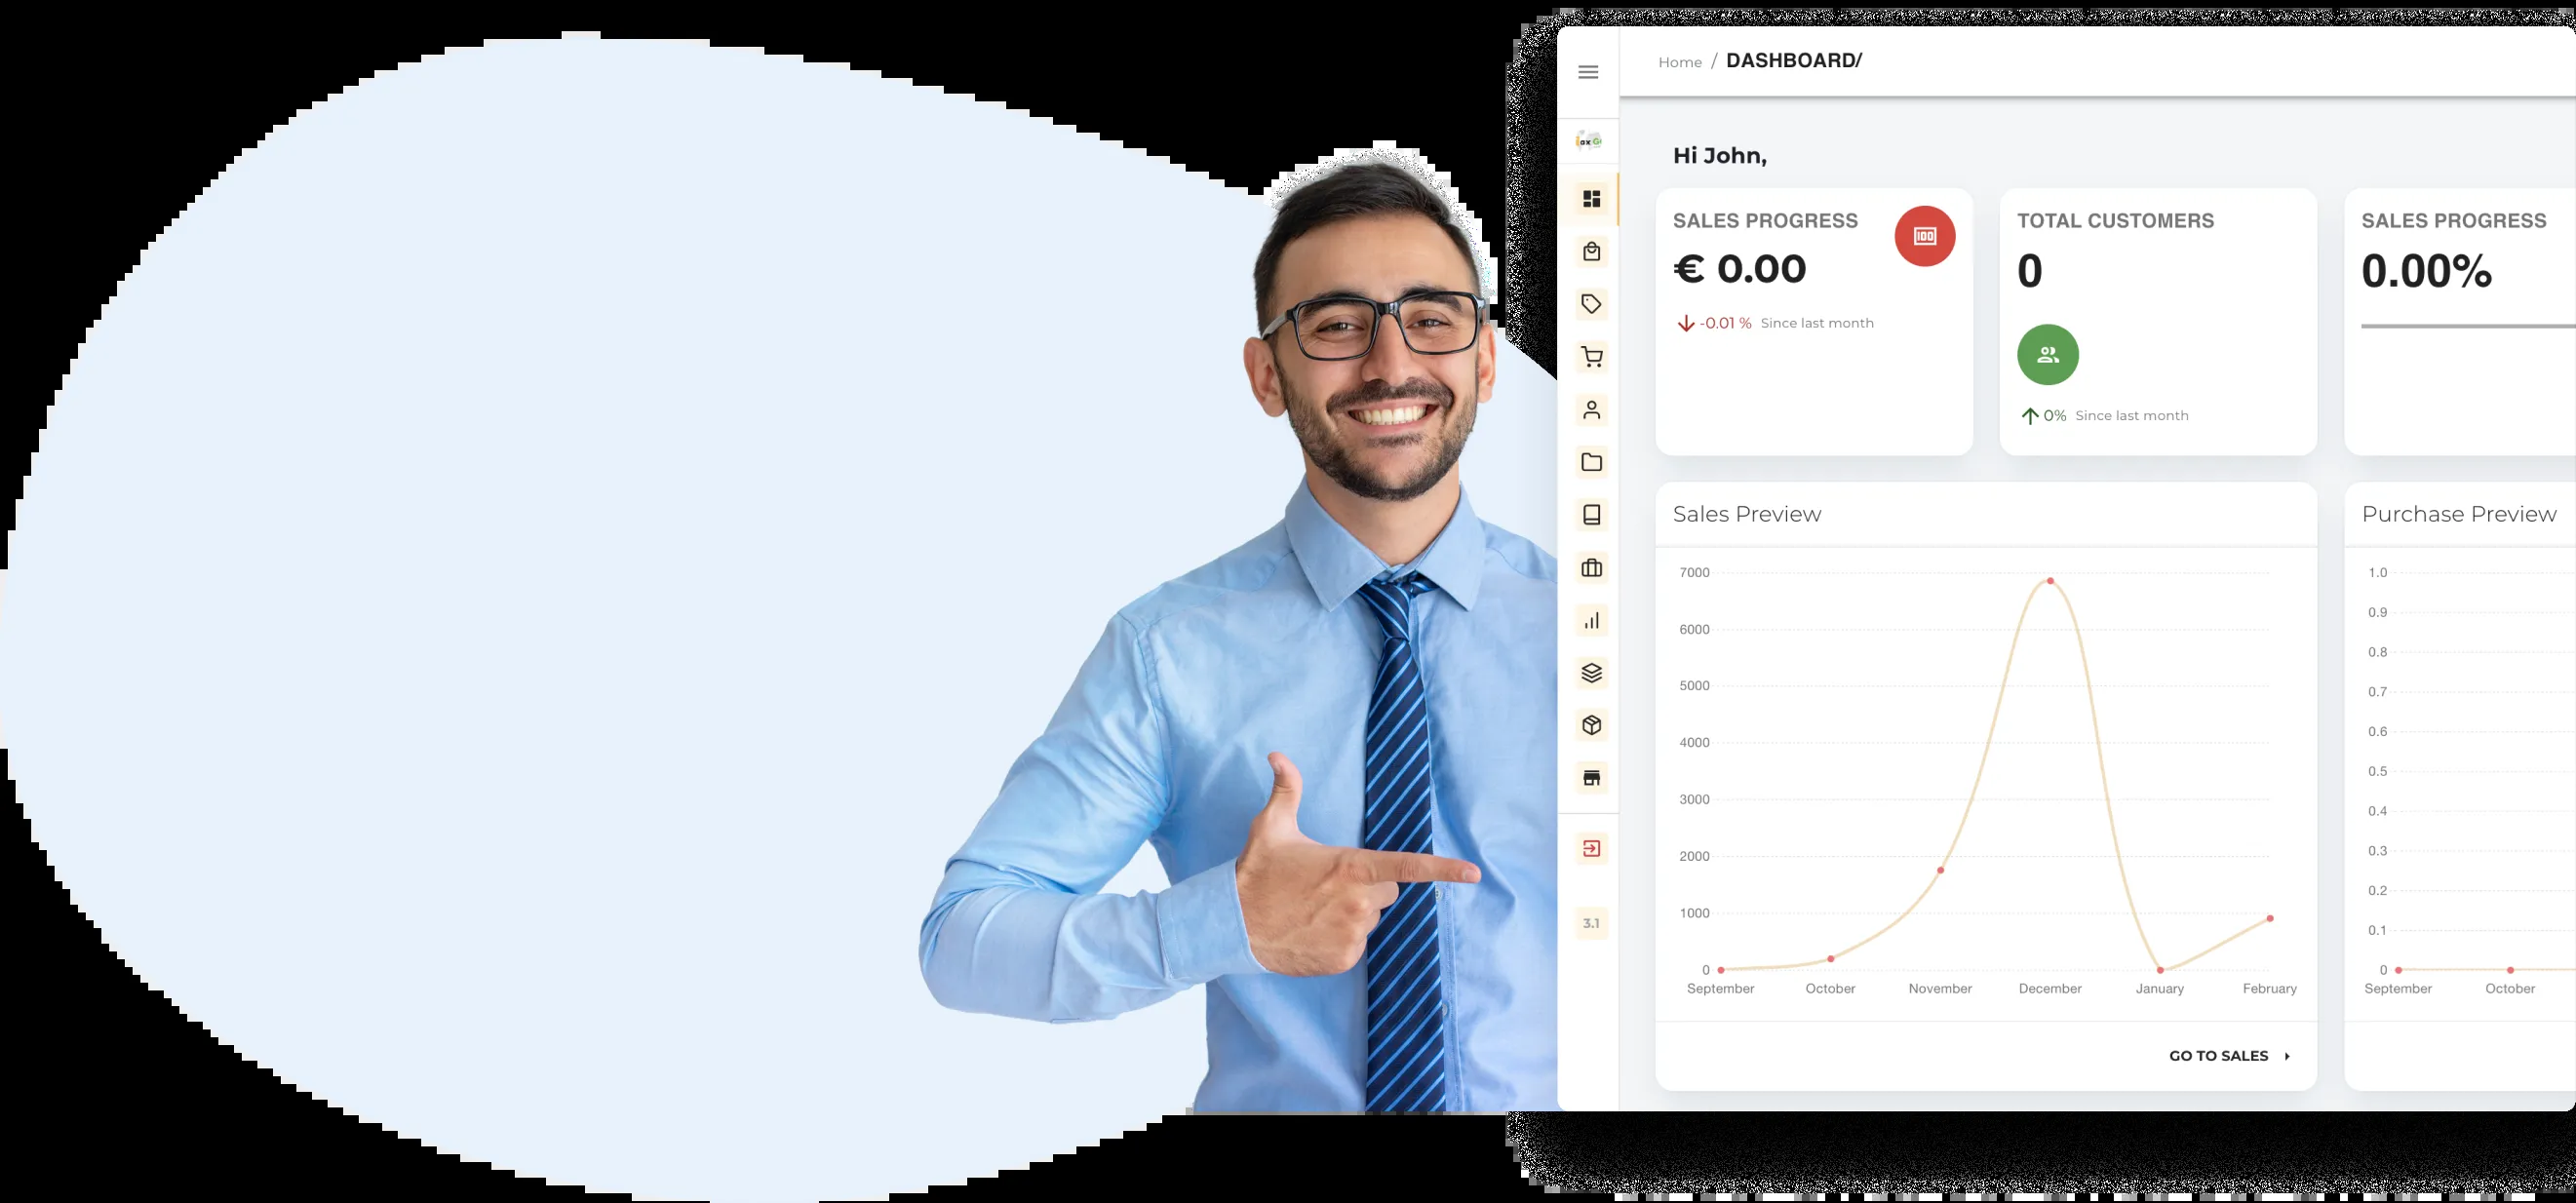 Home / DASHBOARD/
Hi John,
SALES PROGRESS
€ 0.00
-0.01 % Since last month
TOTAL CUSTOMERS
0
0% Since last month
SALES PROGRESS
0.00%
Sales Preview
7000
6000
5000
4000
3000
2000
1000
0
September October November December January February
GO TO SALES
Purchase Preview
1.0
0.9
0.8
0.7
0.6
0.5
0.4
0.3
0.2
0.1
0
September October
3.1